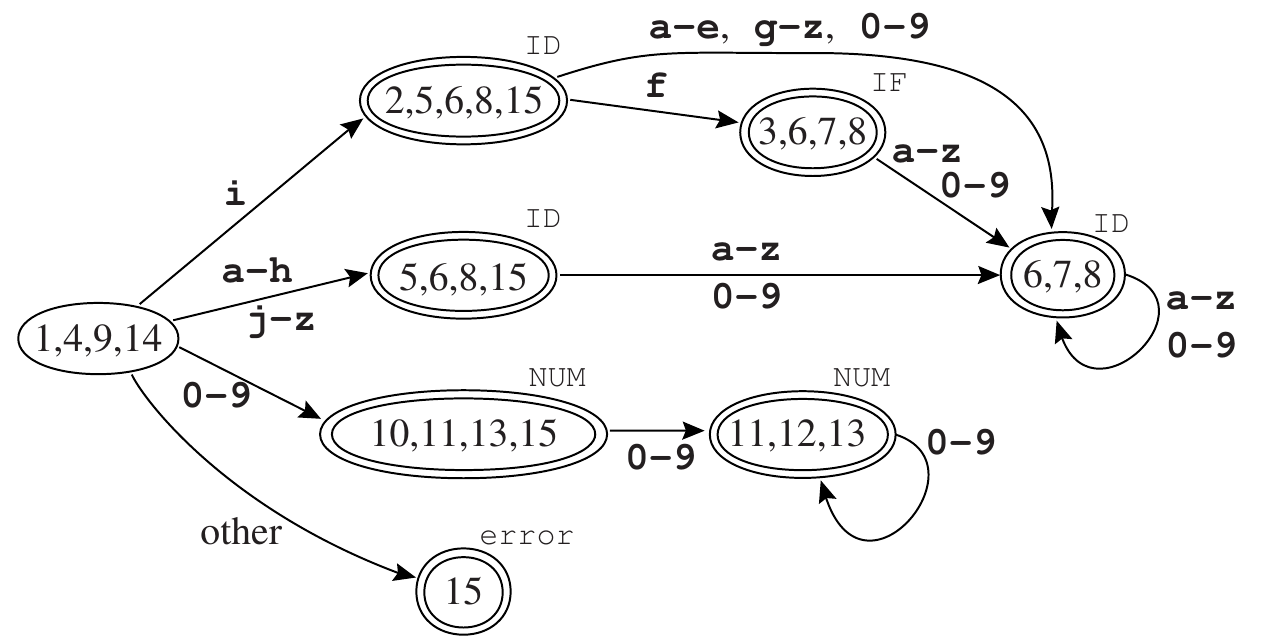 a–e, g–z, 0–9
ID
2,5,6,8,15
f
IF
3,6,7,8
a–z
0–9
i
ID
5,6,8,15
a–z
0–9
ID
6,7,8
a–z
0–9
a–h
j–z
1,4,9,14
0–9
NUM
10,11,13,15
0–9
NUM
11,12,13
0–9
other
error
15